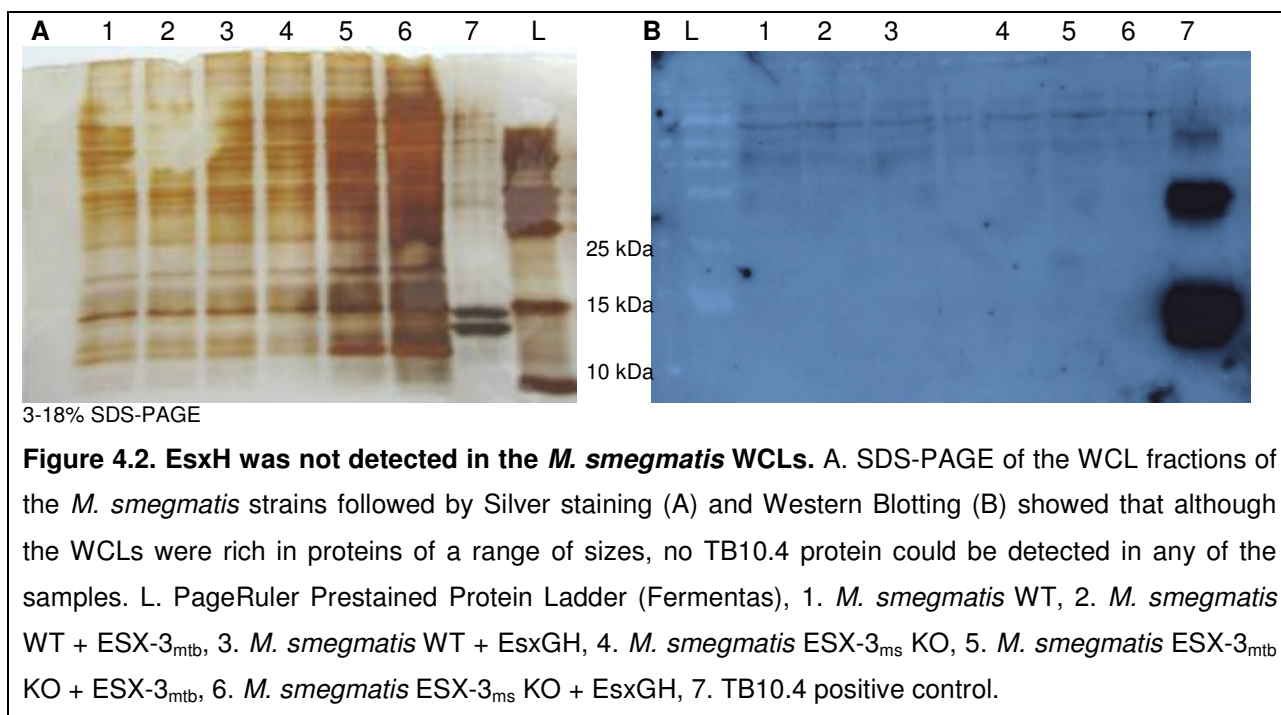 A 1 2 3 4 5 6 7 L B L 1 2 3 4 5 6 7
25 kDa
15 kDa
10 kDa
3-18% SDS-PAGE
Figure 4.2. EsxH was not detected in the M. smegmatis WCLs. A. SDS-PAGE of the WCL fractions of
the M. smegmatis strains followed by Silver staining (A) and Western Blotting (B) showed that although
the WCLs were rich in proteins of a range of sizes, no TB10.4 protein could be detected in any of the
samples. L. PageRuler Prestained Protein Ladder (Fermentas), 1. M. smegmatis WT, 2. M. smegmatis
WT + ESX-3mtb, 3. M. smegmatis WT + EsxGH, 4. M. smegmatis ESX-3ms KO, 5. M. smegmatis ESX-3mtb
KO + ESX-3mtb, 6. M. smegmatis ESX-3ms KO + EsxGH, 7. TB10.4 positive control.